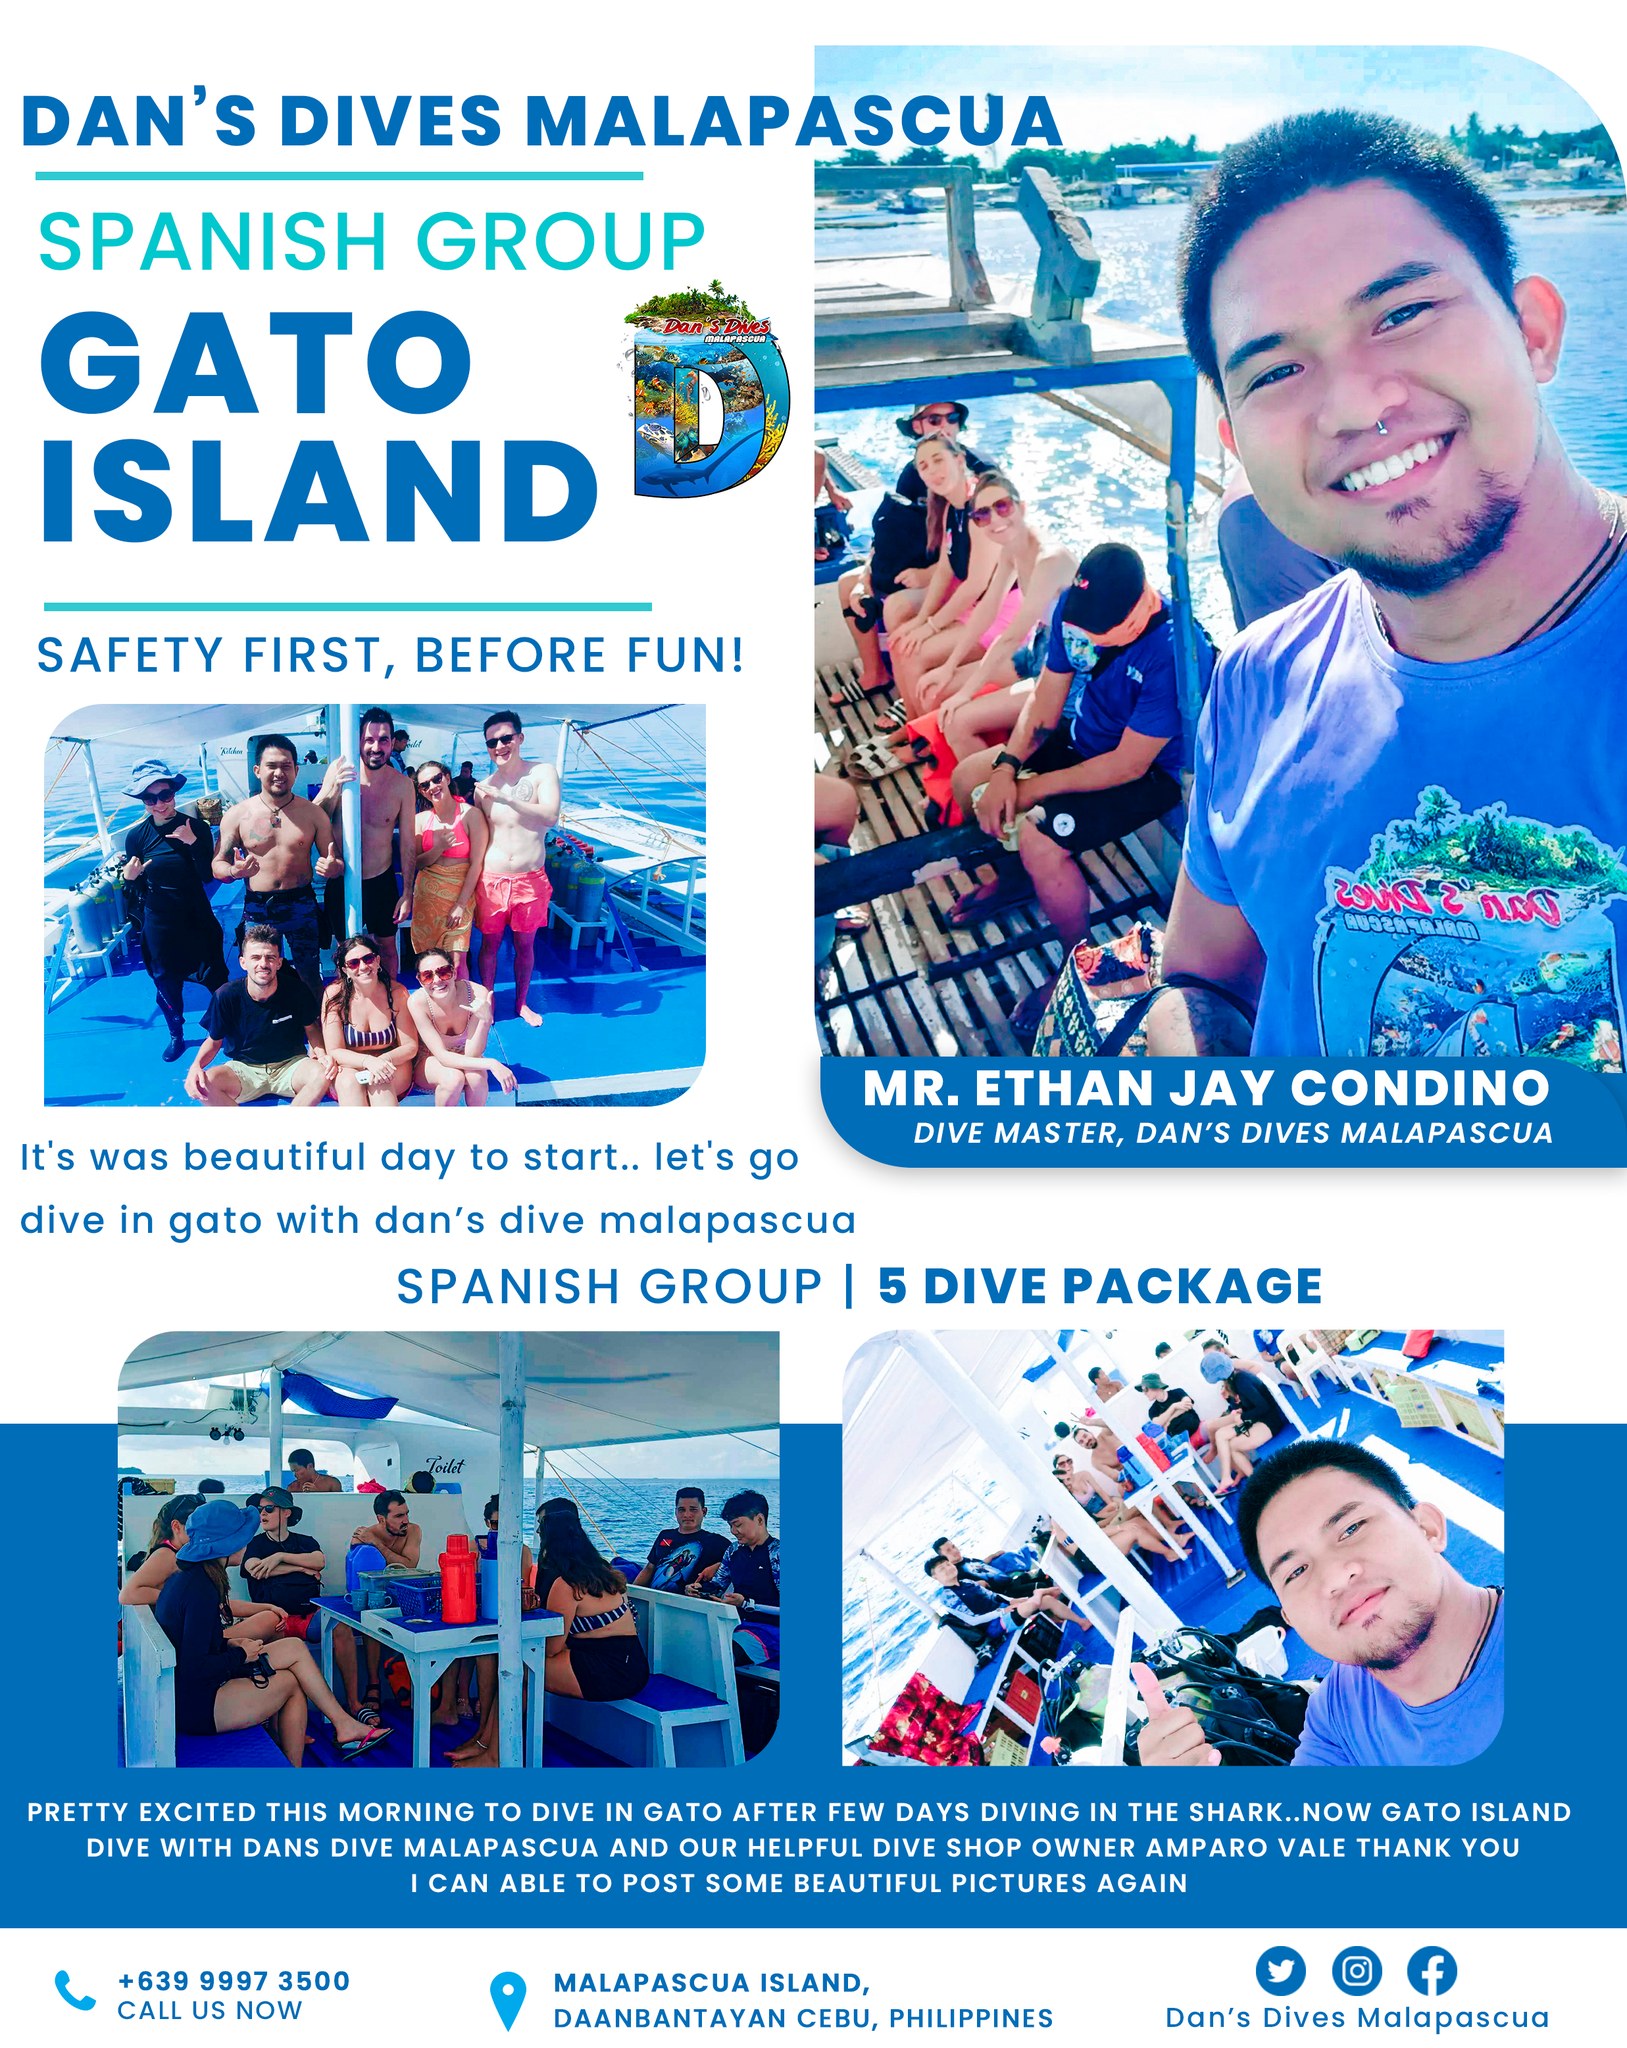 DAN'S DIVES MALAPASCUA
SPANISH GROUP
GATO
ISLAND
Dan's Dives
MALAPASCUA
SAFETY FIRST, BEFORE FUN!
Kitchen
Toilet
Dan's Dives
MALAPASCUA
MR. ETHAN JAY CONDINO
DIVE MASTER, DAN'S DIVES MALAPASCUA
It's was beautiful day to start.. let's go
dive in gato with dan's dive malapascua
SPANISH GROUP | 5 DIVE PACKAGE
Toilet
PRETTY EXCITED THIS MORNING TO DIVE IN GATO AFTER FEW DAYS DIVING IN THE SHARK..NOW GATO ISLAND
DIVE WITH DANS DIVE MALAPASCUA AND OUR HELPFUL DIVE SHOP OWNER AMPARO VALE THANK YOU
I CAN ABLE TO POST SOME BEAUTIFUL PICTURES AGAIN
+639 9997 3500
CALL US NOW
MALAPASCUA ISLAND,
DAANBANTAYAN CEBU, PHILIPPINES
Dan's Dives Malapascua